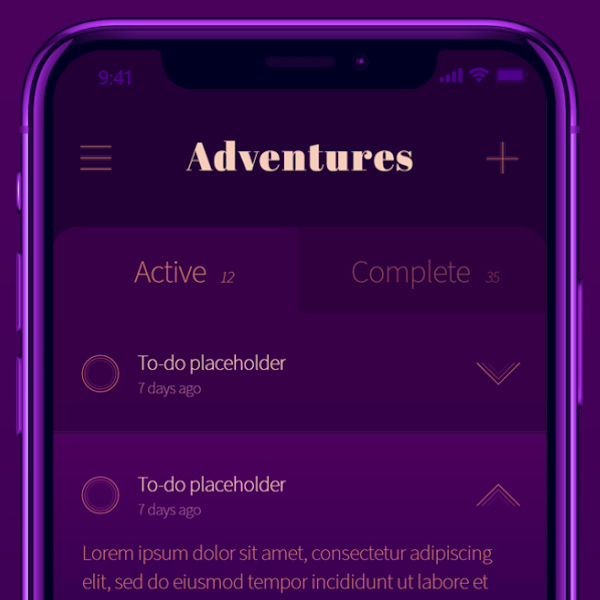 9:41
Adventures
Active 12 Complete 35
To-do placeholder
7 days ago
To-do placeholder
7 days ago
Lorem ipsum dolor sit amet, consectetur adipiscing
elit, sed do eiusmod tempor incididunt ut labore et